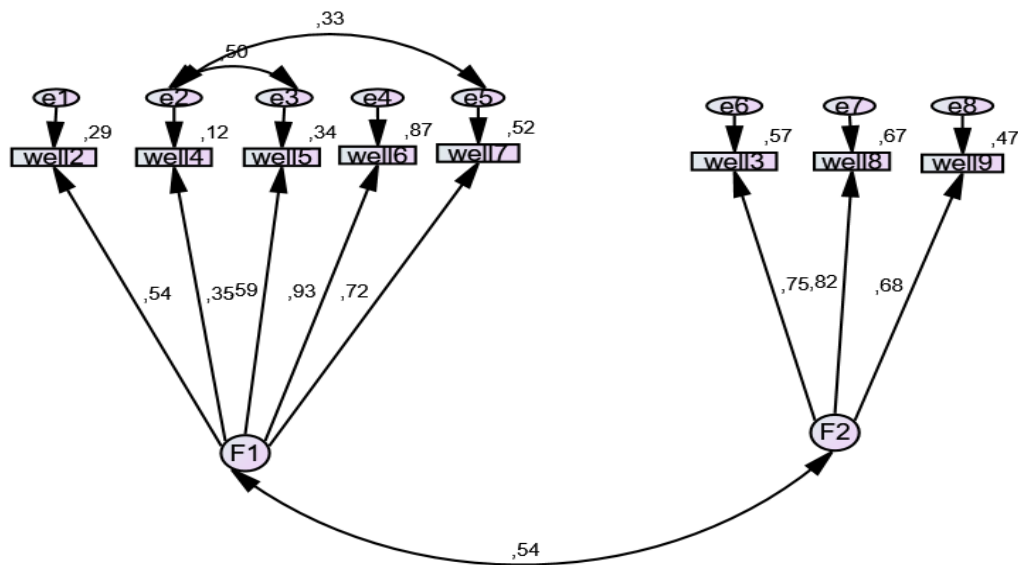 ,33
,50
e1 e2 e3 e4 e5 e6 e7 e8
,29 ,12 ,34 ,87 ,52 ,57 ,67 ,47
well2 well4 well5 well6 well7 well3 well8 well9
,54 ,35 ,59 ,93 ,72 ,75 ,82 ,68
F1 F2
,54